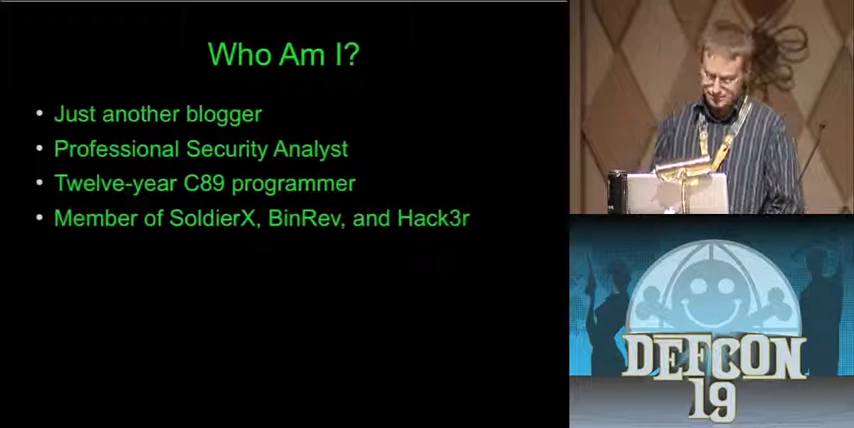 Who Am I?
Just another blogger
Professional Security Analyst
Twelve-year C89 programmer
Member of SoldierX, BinRev, and Hack3r
DEFCON
19